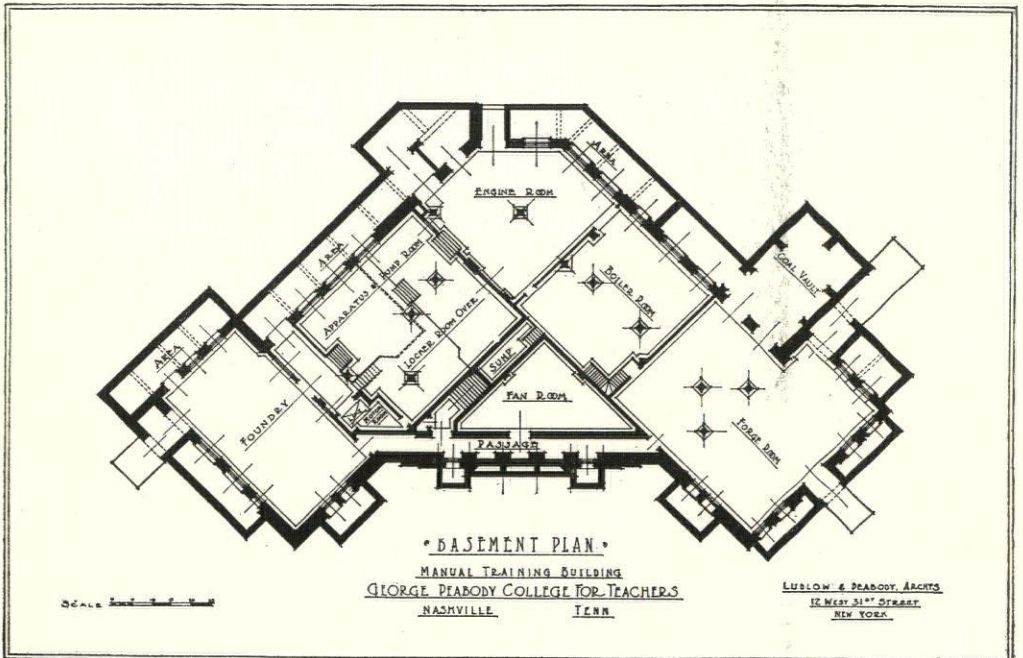 ENGINE ROOM
AREA
AREA
APPARATUS & PUMP ROOM
BOILER ROOM
COAL VAULT
LOCKER ROOM OVER
AREA
SUMP
FAN ROOM
FOUNDRY
PASSAGE
FORGE ROOM
• BASEMENT PLAN •
MANUAL TRAINING BUILDING
GEORGE PEABODY COLLEGE FOR TEACHERS
NASHVILLE TENN
SCALE
LUDLOW & PEABODY, ARCHTS
12 WEST 31ST STREET
NEW YORK